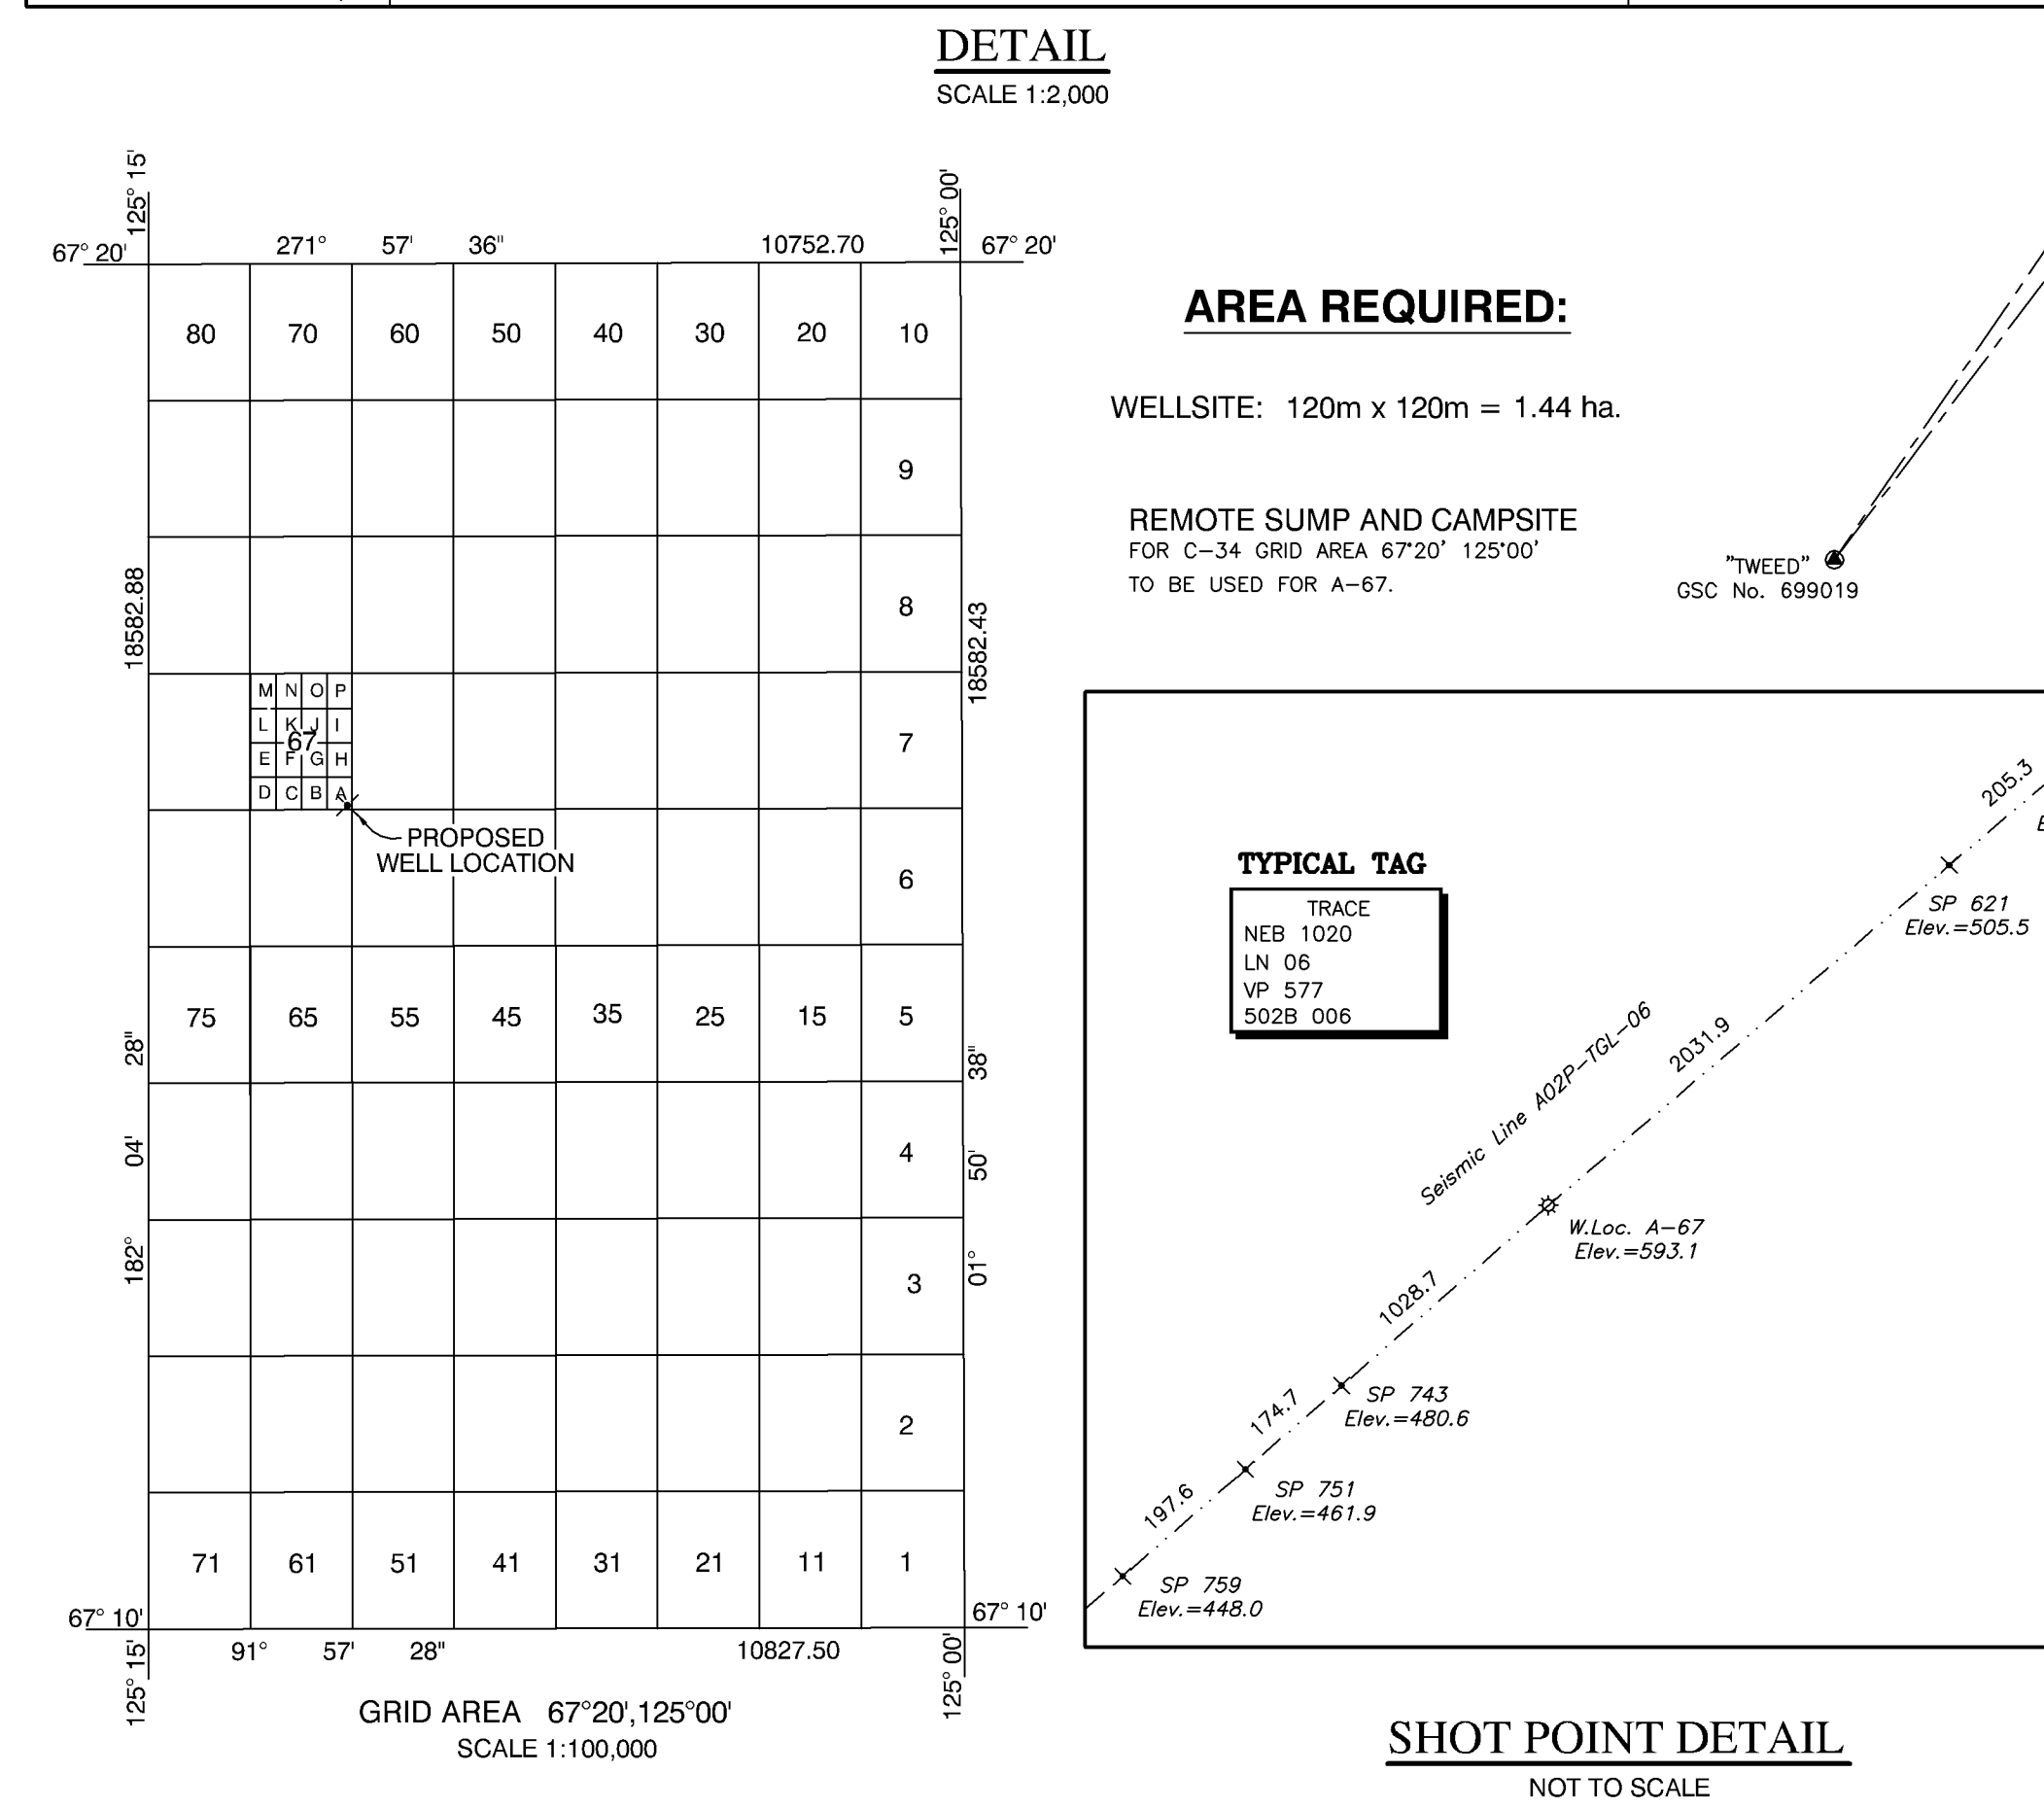 DETAIL
SCALE 1:2,000
125° 15'
125° 00'
67° 20'
271° 57' 36"
10752.70
67° 20'
80 70 60 50 40 30 20 10
9
8
7
6
75 65 55 45 35 25 15 5
4
3
2
71 61 51 41 31 21 11 1
18582.88
182° 04' 28"
18582.43
01° 50' 38"
M N O P
L K J I
67
E F G H
D C B A
PROPOSED
WELL LOCATION
67° 10'
67° 10'
91° 57' 28"
10827.50
125° 15'
125° 00'
GRID AREA 67°20',125°00'
SCALE 1:100,000
AREA REQUIRED:
WELLSITE: 120m x 120m = 1.44 ha.
REMOTE SUMP AND CAMPSITE
FOR C-34 GRID AREA 67°20' 125°00'
TO BE USED FOR A-67.
"TWEED"
GSC No. 699019
TYPICAL TAG
TRACE
NEB 1020
LN 06
VP 577
502B 006
205.3
SP 621
Elev.=505.5
2031.9
Seismic Line A02P-TGL-06
W.Loc. A-67
Elev.=593.1
1028.7
SP 743
Elev.=480.6
174.7
SP 751
Elev.=461.9
197.6
SP 759
Elev.=448.0
SHOT POINT DETAIL
NOT TO SCALE